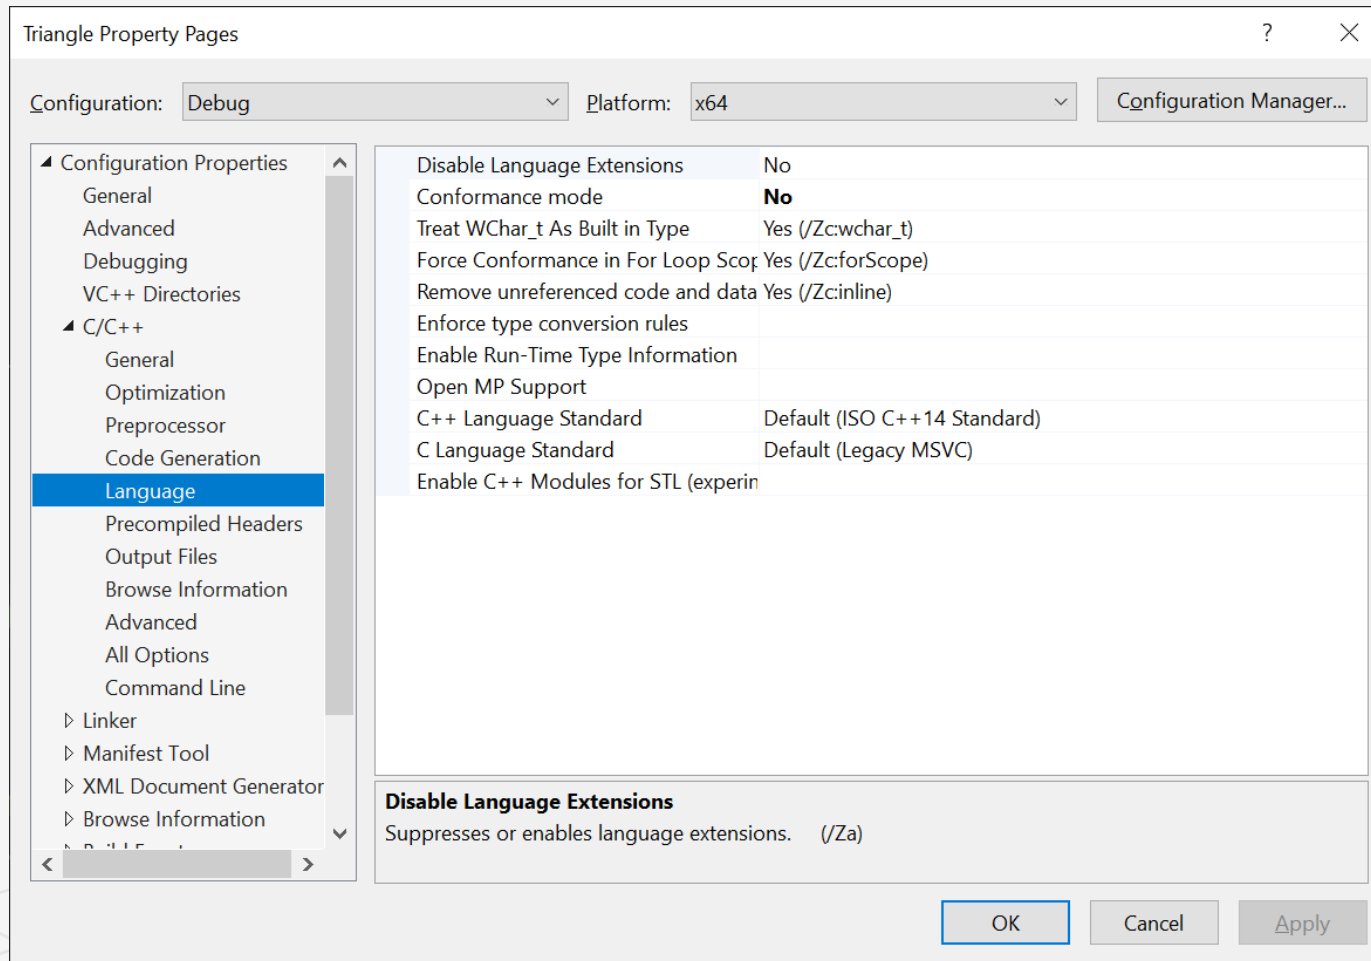 Triangle Property Pages
?
Configuration: Debug Platform: x64 Configuration Manager...
Configuration Properties
General
Advanced
Debugging
VC++ Directories
C/C++
General
Optimization
Preprocessor
Code Generation
Language
Precompiled Headers
Output Files
Browse Information
Advanced
All Options
Command Line
Linker
Manifest Tool
XML Document Generator
Browse Information
Disable Language Extensions No
Conformance mode No
Treat WChar_t As Built in Type Yes (/Zc:wchar_t)
Force Conformance in For Loop Scop Yes (/Zc:forScope)
Remove unreferenced code and data Yes (/Zc:inline)
Enforce type conversion rules
Enable Run-Time Type Information
Open MP Support
C++ Language Standard Default (ISO C++14 Standard)
C Language Standard Default (Legacy MSVC)
Enable C++ Modules for STL (experin
Disable Language Extensions
Suppresses or enables language extensions. (/Za)
OK Cancel Apply